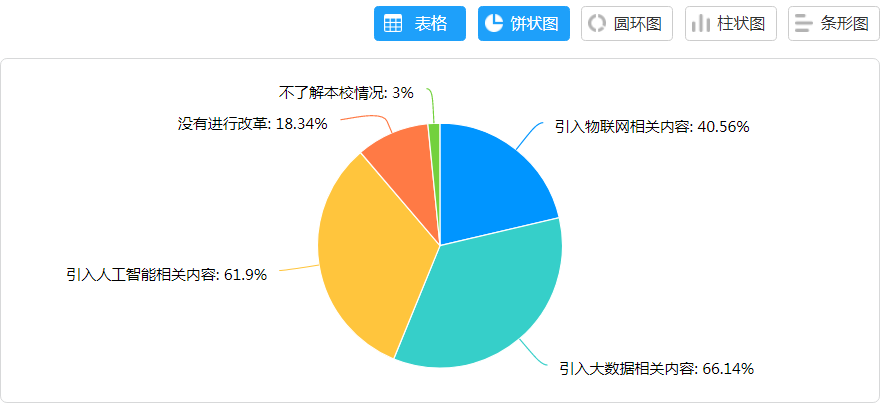 表格
饼状图
圆环图
柱状图
条形图
不了解本校情况: 3%
没有进行改革: 18.34%
引入物联网相关内容: 40.56%
引入人工智能相关内容: 61.9%
引入大数据相关内容: 66.14%